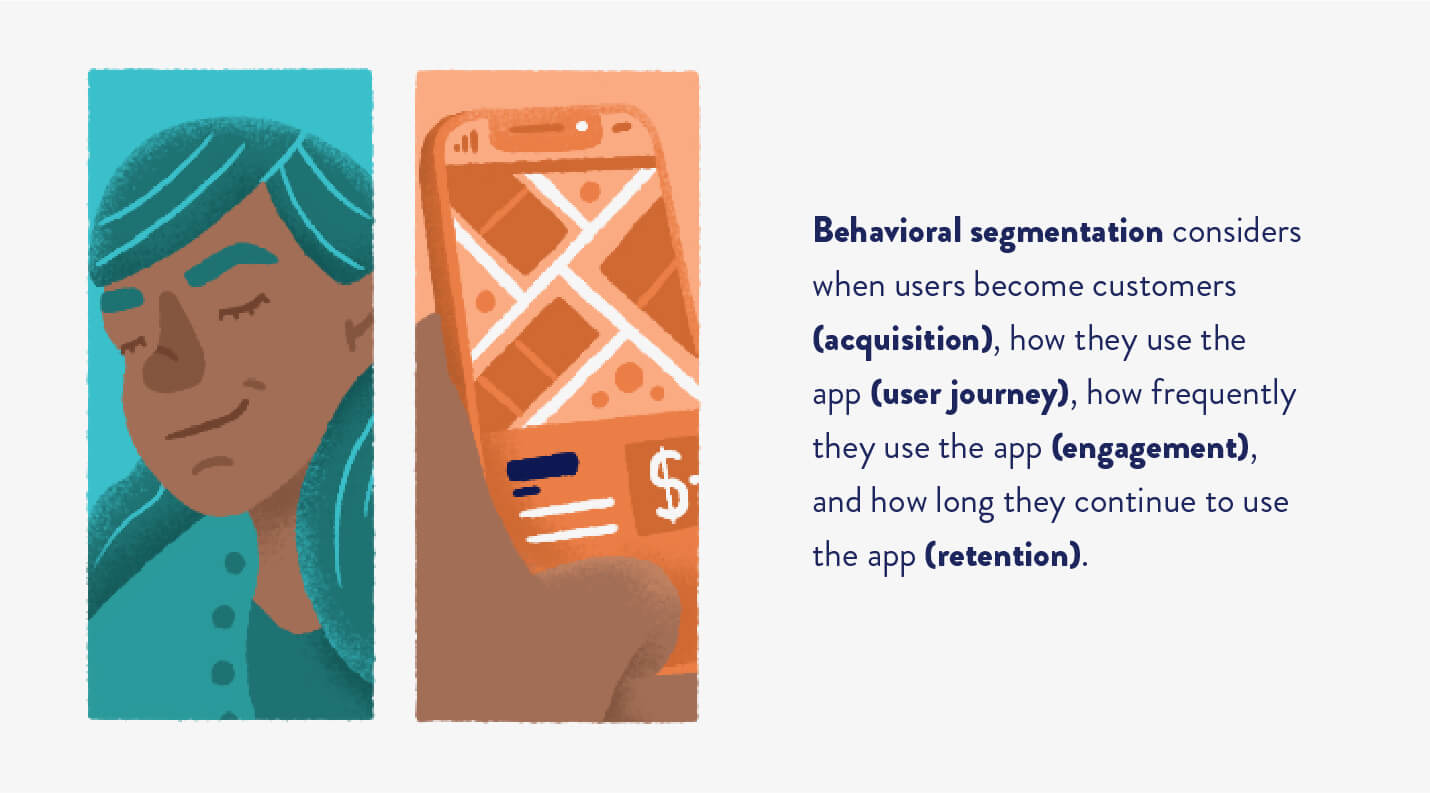 $
Behavioral segmentation considers
when users become customers
(acquisition), how they use the
app (user journey), how frequently
they use the app (engagement),
and how long they continue to use
the app (retention).